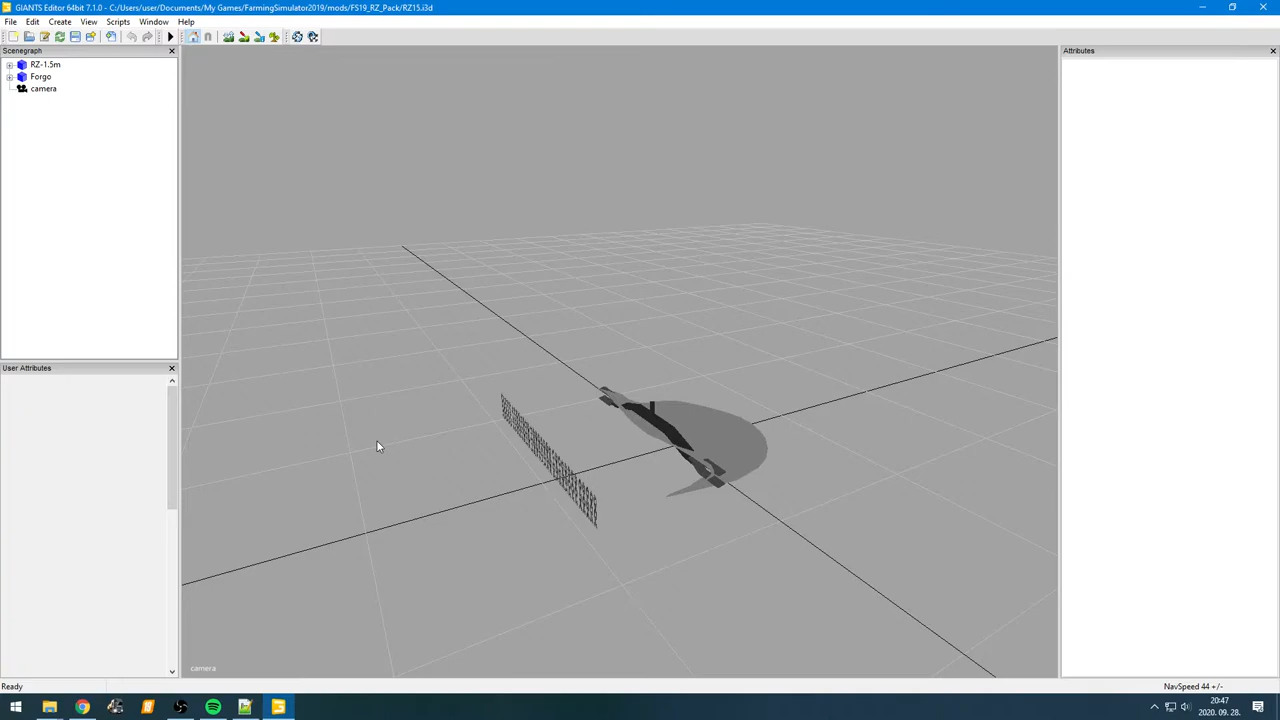 GIANTS Editor 64bit 7.1.0 - C:/Users/user/Documents/My Games/FarmingSimulator2019/mods/FS19_RZ_Pack/RZ15.i3d
File Edit Create View Scripts Window Help
Scenegraph
RZ-1.5m
Forgo
camera
User Attributes
Attributes
camera
Ready
NavSpeed 44 +/-
20:47
2020. 09. 28.